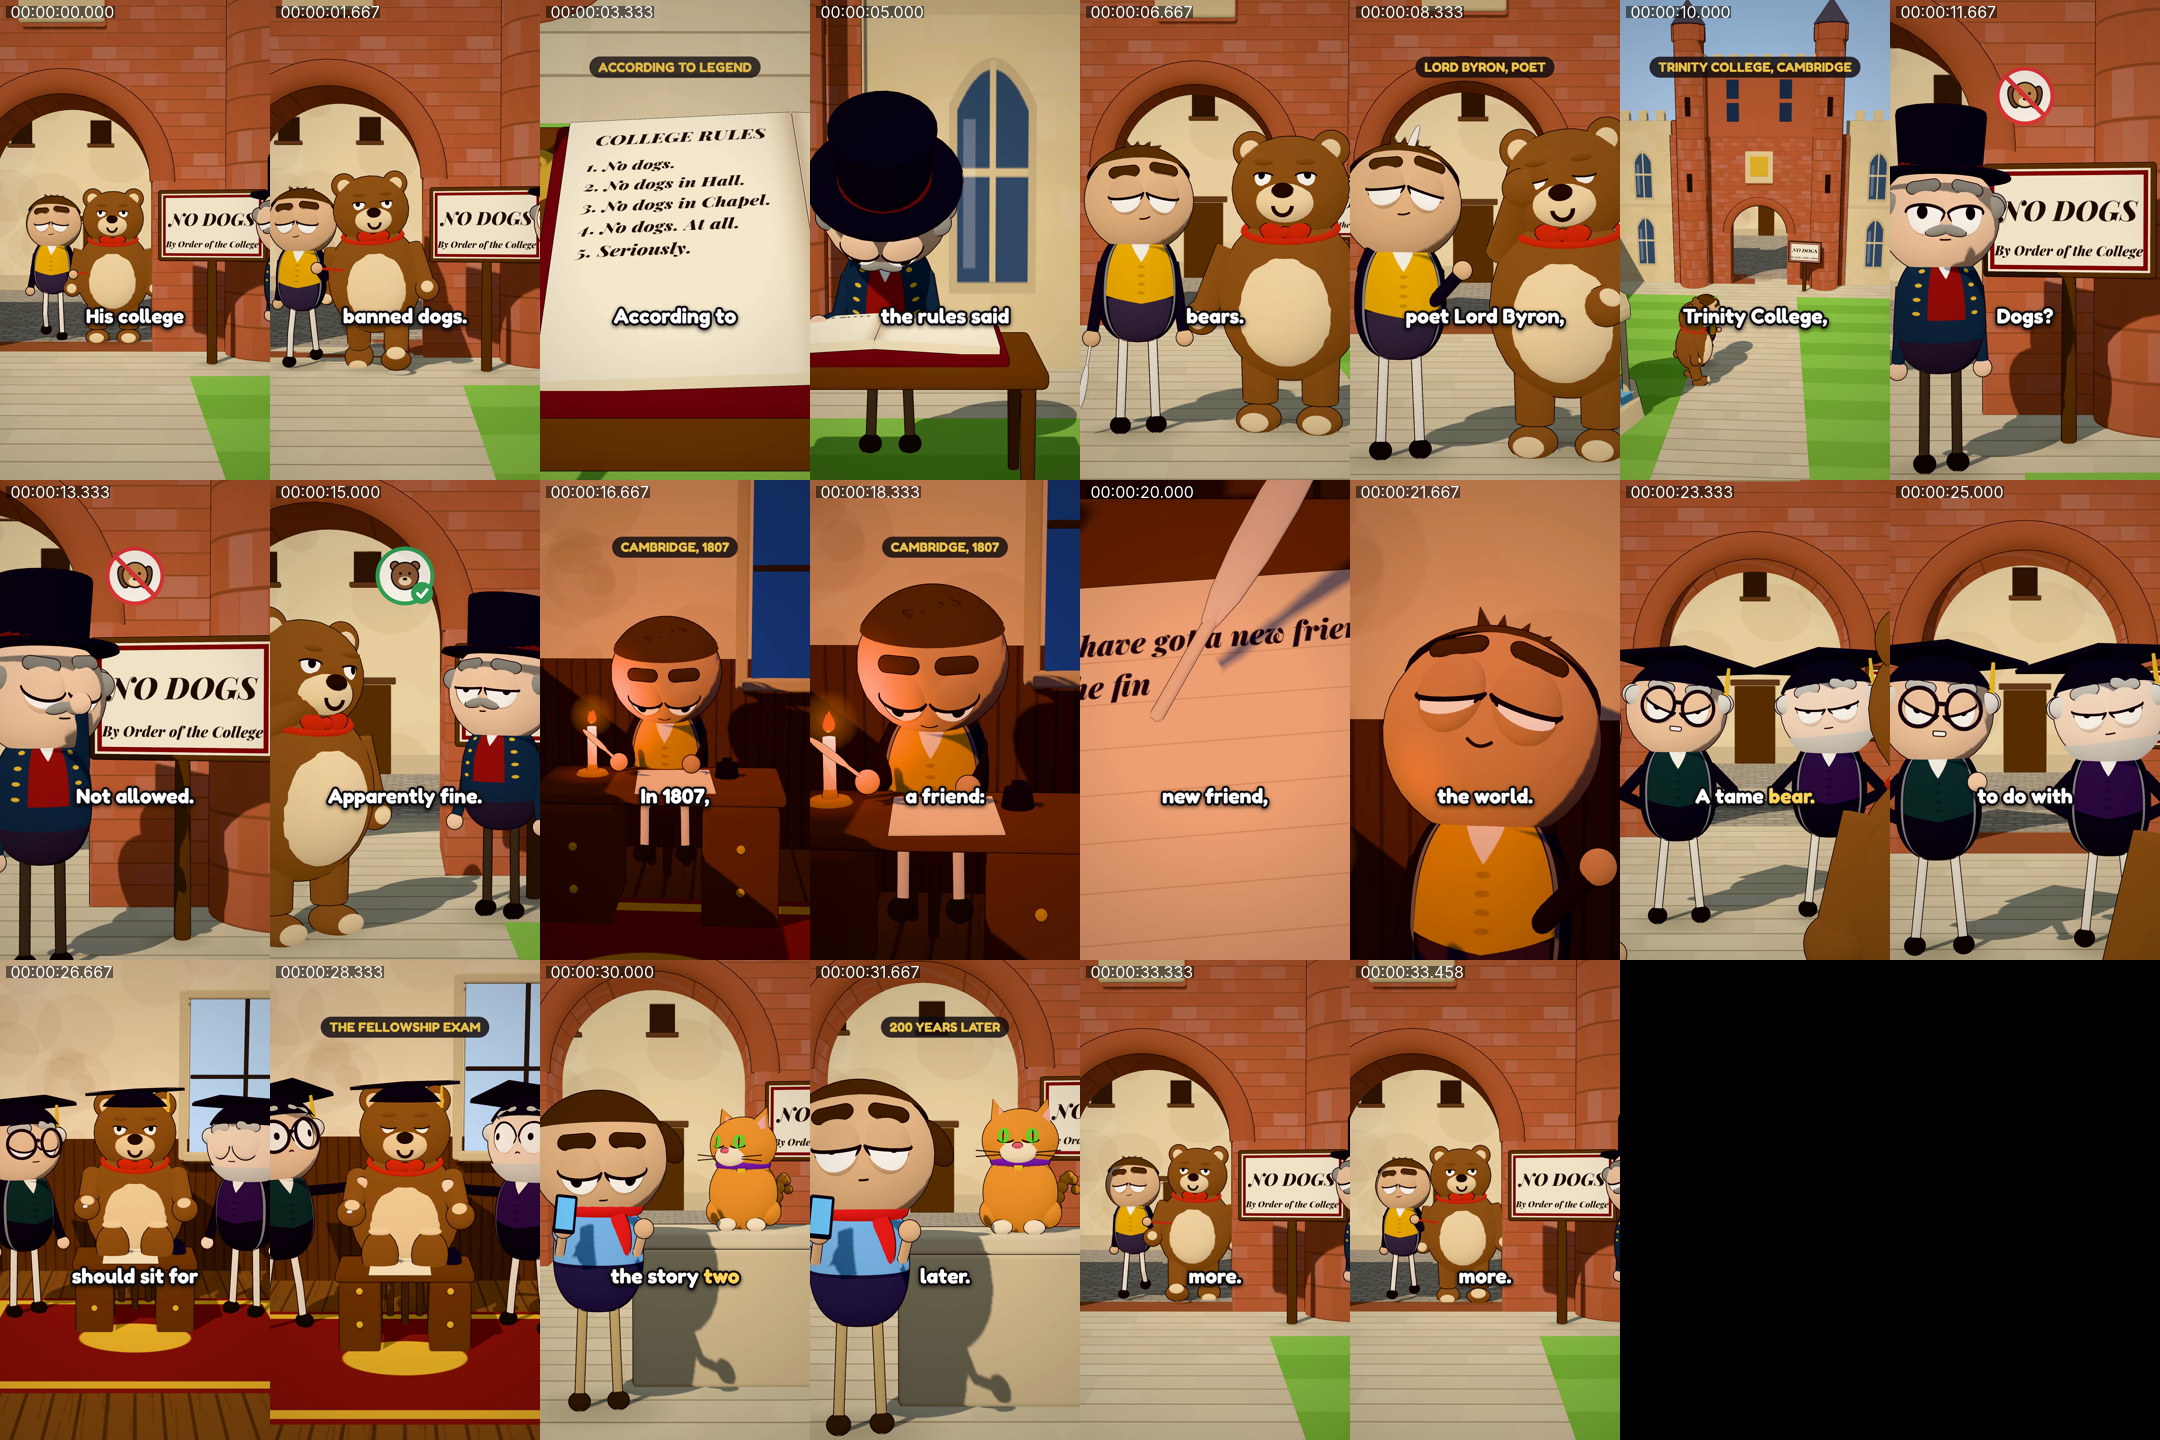 00:00:00.000
NO DOGS
By Order of the College
His college
00:00:01.667
NO DOGS
By Order of the College
banned dogs.
00:00:03.333
ACCORDING TO LEGEND
COLLEGE RULES
1. No dogs.
2. No dogs in Hall.
3. No dogs in Chapel.
4. No dogs. At all.
5. Seriously.
According to
00:00:05.000
the rules said
00:00:06.667
bears.
00:00:08.333
LORD BYRON, POET
poet Lord Byron,
00:00:10.000
TRINITY COLLEGE, CAMBRIDGE
NO DOGS
Trinity College,
00:00:11.667
NO DOGS
By Order of the College
Dogs?
00:00:13.333
NO DOGS
By Order of the College
Not allowed.
00:00:15.000
Apparently fine.
00:00:16.667
CAMBRIDGE, 1807
In 1807,
00:00:18.333
CAMBRIDGE, 1807
a friend:
00:00:20.000
have got a new frien
he fin
new friend,
00:00:21.667
the world.
00:00:23.333
A tame bear.
00:00:25.000
to do with
00:00:26.667
should sit for
00:00:28.333
THE FELLOWSHIP EXAM
00:00:30.000
NO
By Orde
the story two
00:00:31.667
200 YEARS LATER
later.
00:00:33.333
NO DOGS
By Order of the College
more.
00:00:33.458
NO DOGS
By Order of the College
more.